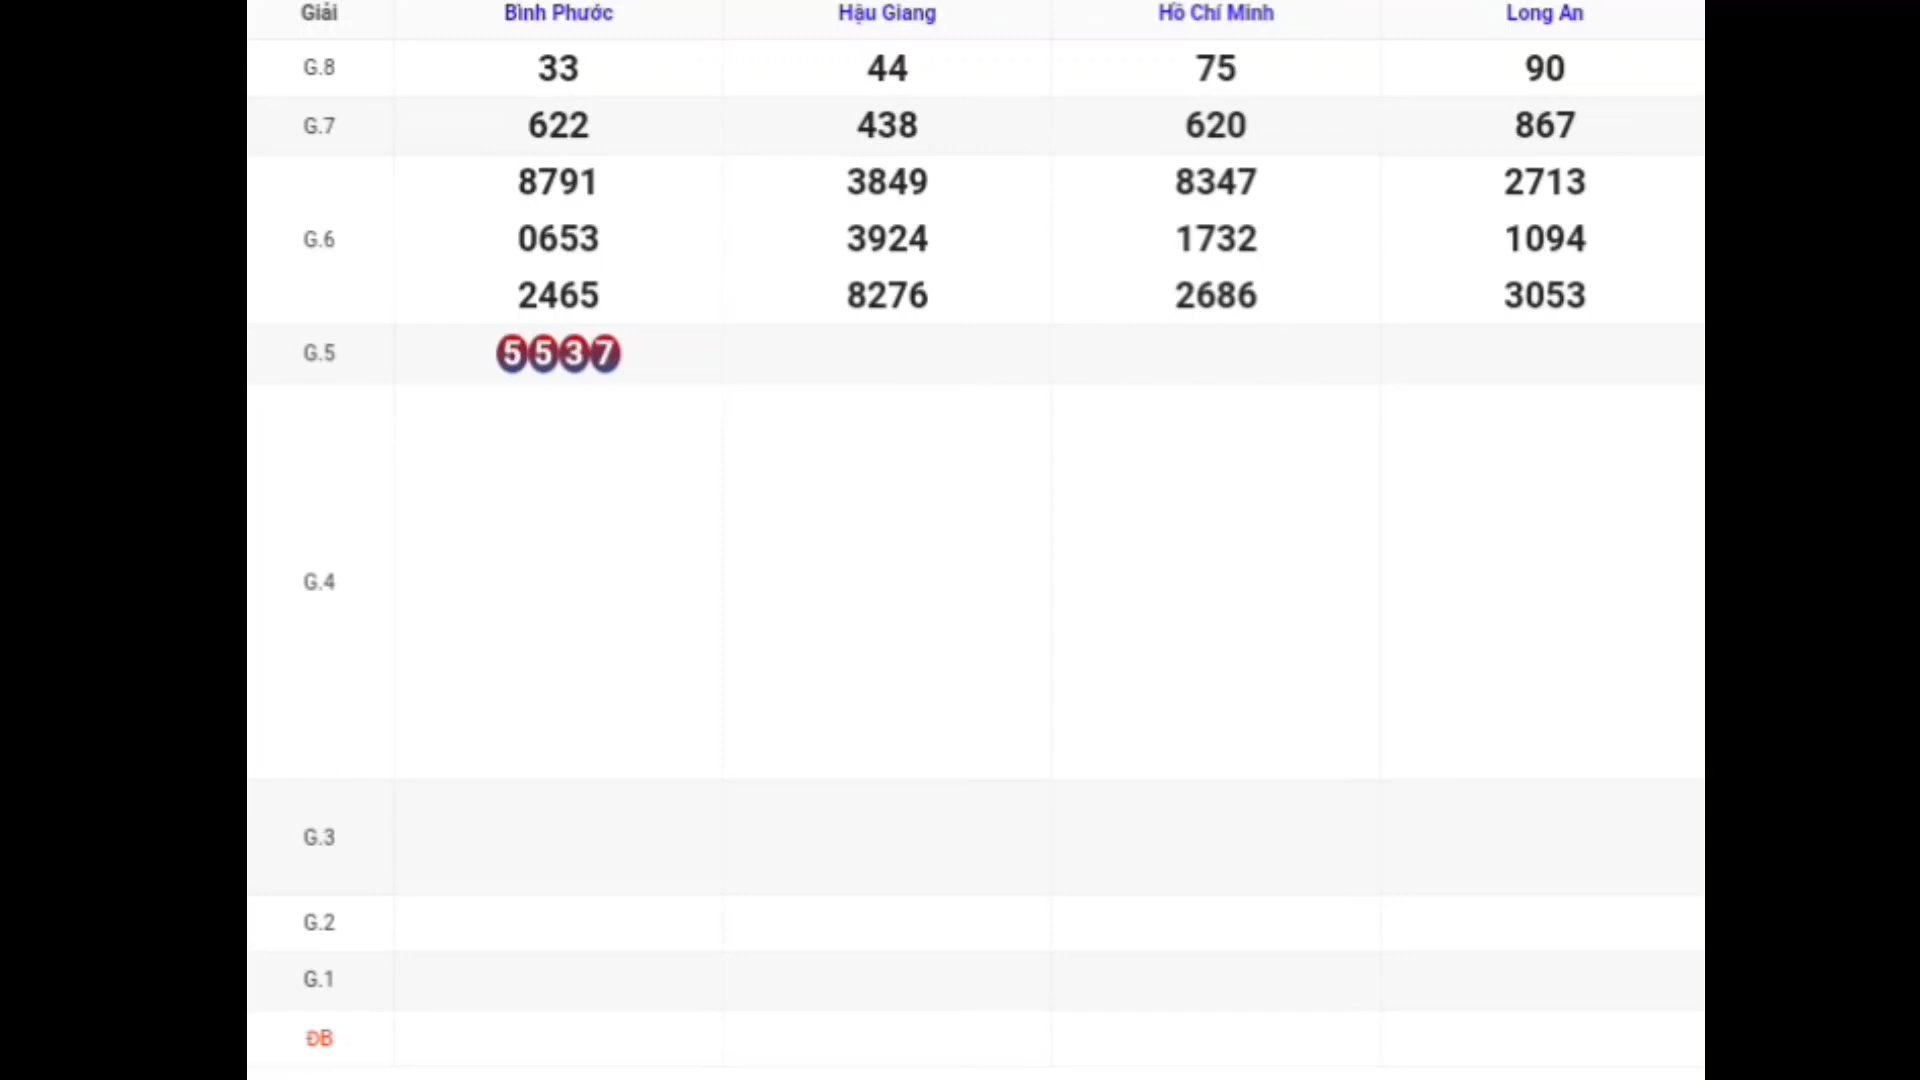 Giải Bình Phước Hậu Giang Hồ Chí Minh Long An
G.8 33 44 75 90
G.7 622 438 620 867
8791 3849 8347 2713
G.6 0653 3924 1732 1094
2465 8276 2686 3053
G.5 5537
G.4
G.3
G.2
G.1
ĐB